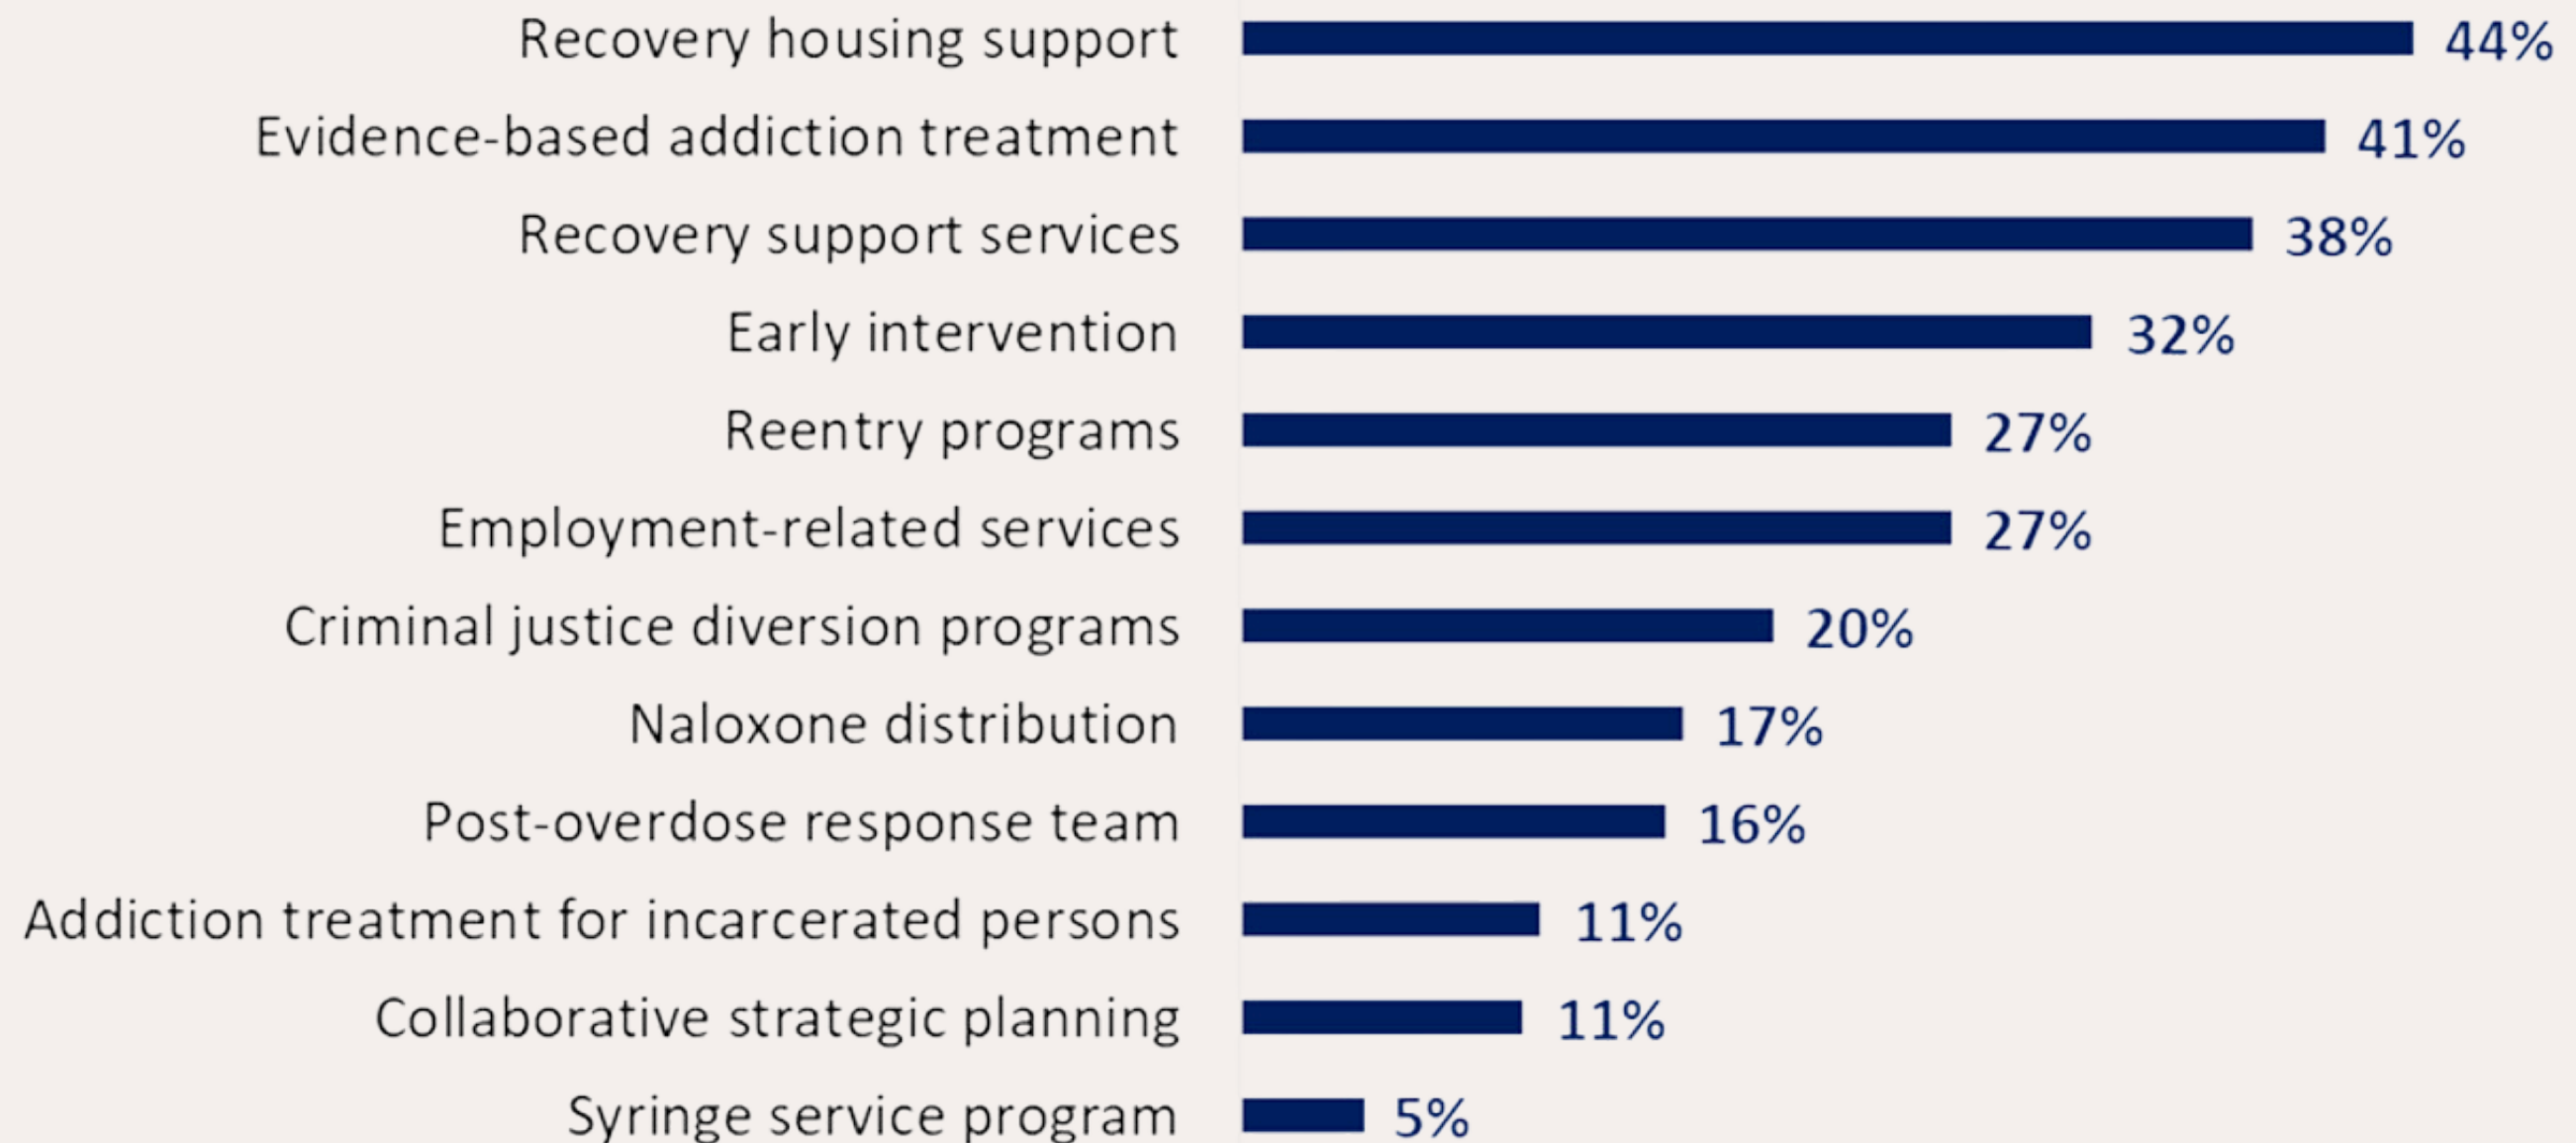 Recovery housing support 44%
Evidence-based addiction treatment 41%
Recovery support services 38%
Early intervention 32%
Reentry programs 27%
Employment-related services 27%
Criminal justice diversion programs 20%
Naloxone distribution 17%
Post-overdose response team 16%
Addiction treatment for incarcerated persons 11%
Collaborative strategic planning 11%
Syringe service program 5%